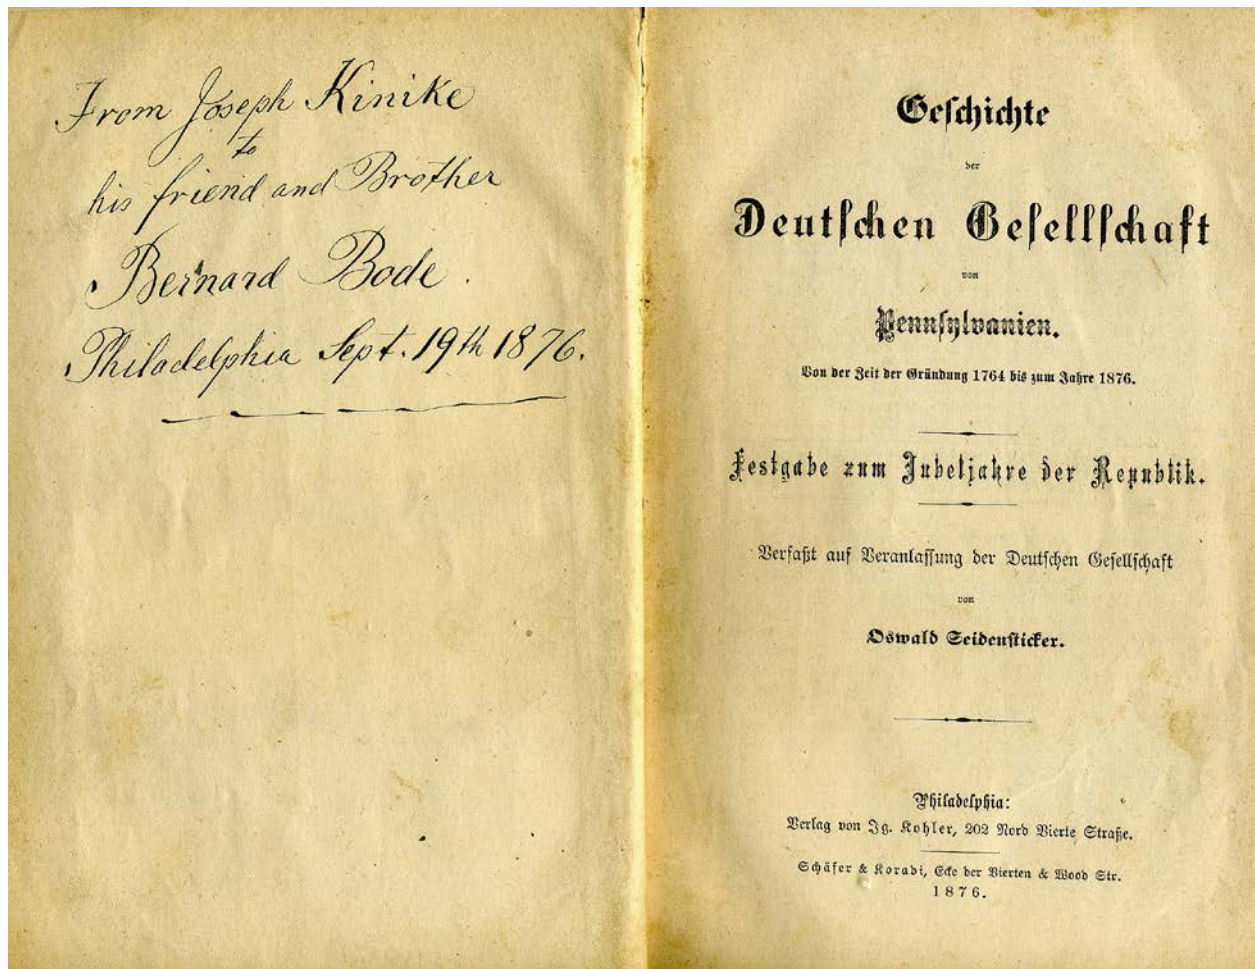 From Joseph Kinike
to
his friend and Brother
Bernard Bode.
Philadelphia Sept. 19th 1876.
Geschichte
der
Deutschen Gesellschaft
von
Pennsylvanien.
Von der Zeit der Gründung 1764 bis zum Jahre 1876.
Festgabe zum Jubeljahre der Republik.
Verfaßt auf Veranlassung der Deutschen Gesellschaft
von
Oswald Seidensticker.
Philadelphia:
Verlag von Ig. Kohler, 202 Nord Vierte Straße.
Schäfer & Koradi, Ecke der Vierten & Wood Str.
1876.